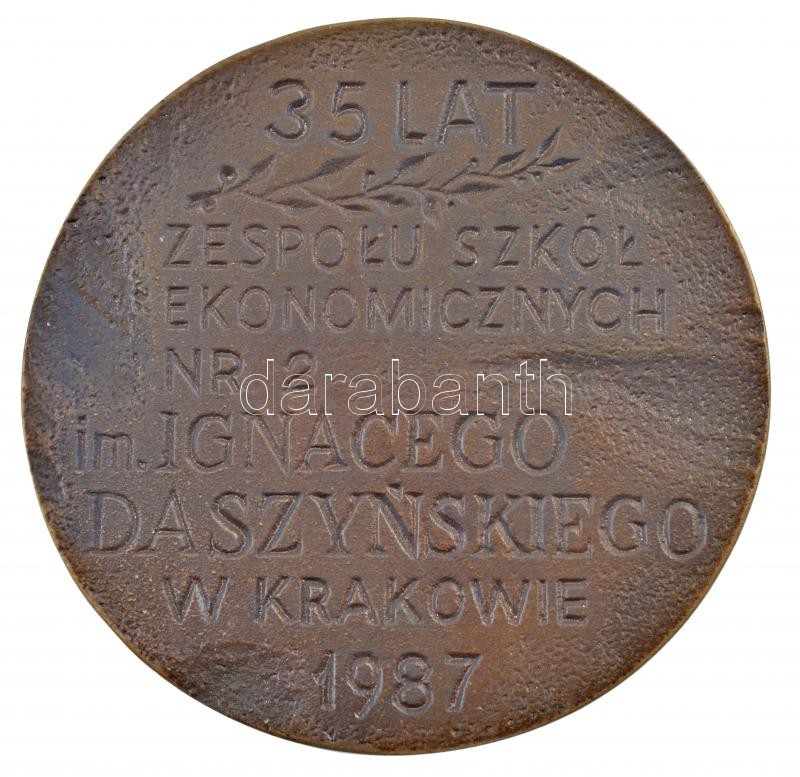 35 LAT
ZESPOŁU SZKÓŁ
EKONOMICZNYCH
NR 2
darabanth
im. IGNACEGO
DASZYŃSKIEGO
W KRAKOWIE
1987